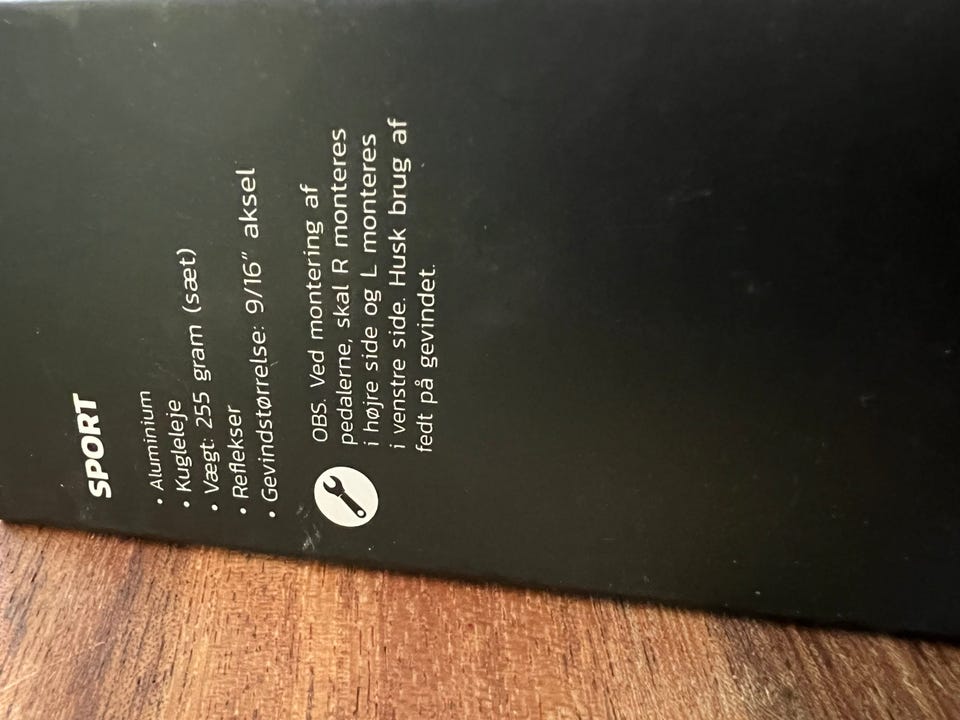 SPORT
• Aluminium
• Kugleleje
• Vægt: 255 gram (sæt)
• Reflekser
• Gevindstørrelse: 9/16” aksel
OBS. Ved montering af
pedalerne, skal R monteres
i højre side og L monteres
i venstre side. Husk brug af
fedt på gevindet.